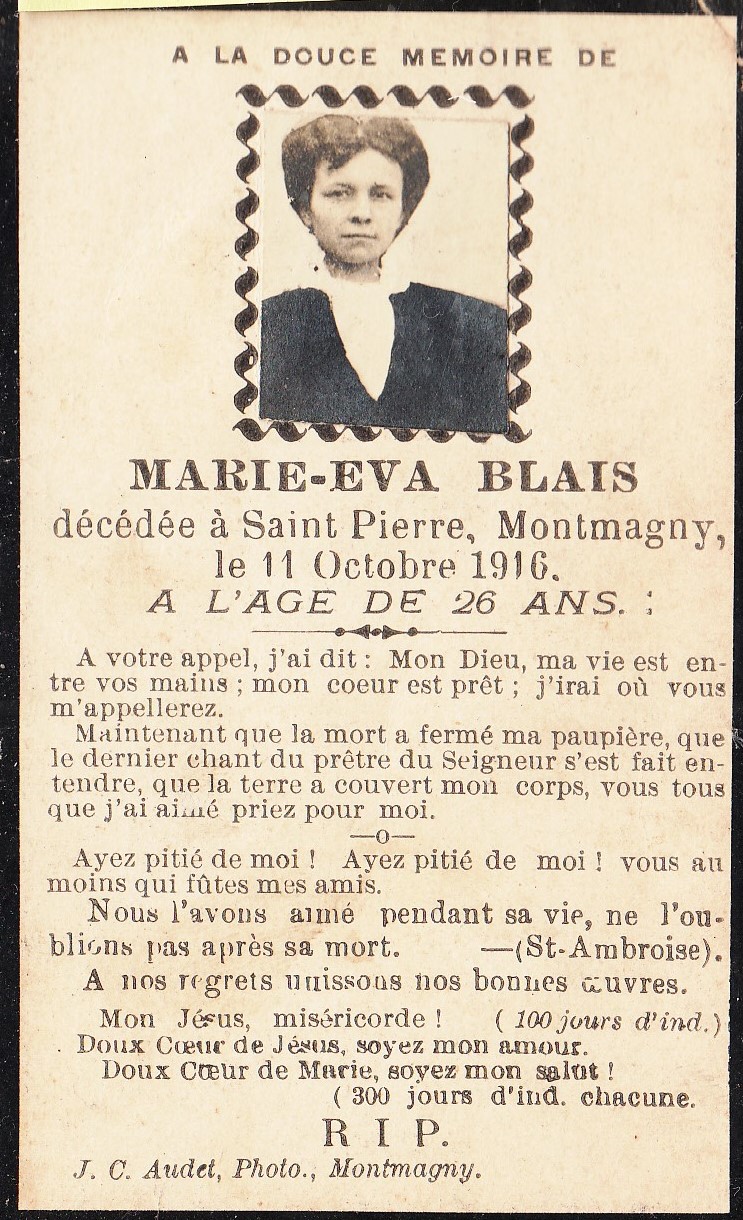 A LA DOUCE MEMOIRE DE
MARIE-EVA BLAIS
décédée à Saint Pierre, Montmagny,
le 11 Octobre 1916.
A L'AGE DE 26 ANS. :
A votre appel, j'ai dit : Mon Dieu, ma vie est en-
tre vos mains ; mon coeur est prêt ; j'irai où vous
m'appellerez.
Maintenant que la mort a fermé ma paupière, que
le dernier chant du prêtre du Seigneur s'est fait en-
tendre, que la terre a couvert mon corps, vous tous
que j'ai aimé priez pour moi.
—o—
Ayez pitié de moi ! Ayez pitié de moi ! vous au
moins qui fûtes mes amis.
Nous l'avons aimé pendant sa vie, ne l'ou-
blions pas après sa mort. —(St-Ambroise).
A nos regrets unissons nos bonnes œuvres.
Mon Jésus, miséricorde ! ( 100 jours d'ind.)
Doux Cœur de Jésus, soyez mon amour.
Doux Cœur de Marie, soyez mon salut !
( 300 jours d'ind. chacune.
R I P.
J. C. Audet, Photo., Montmagny.